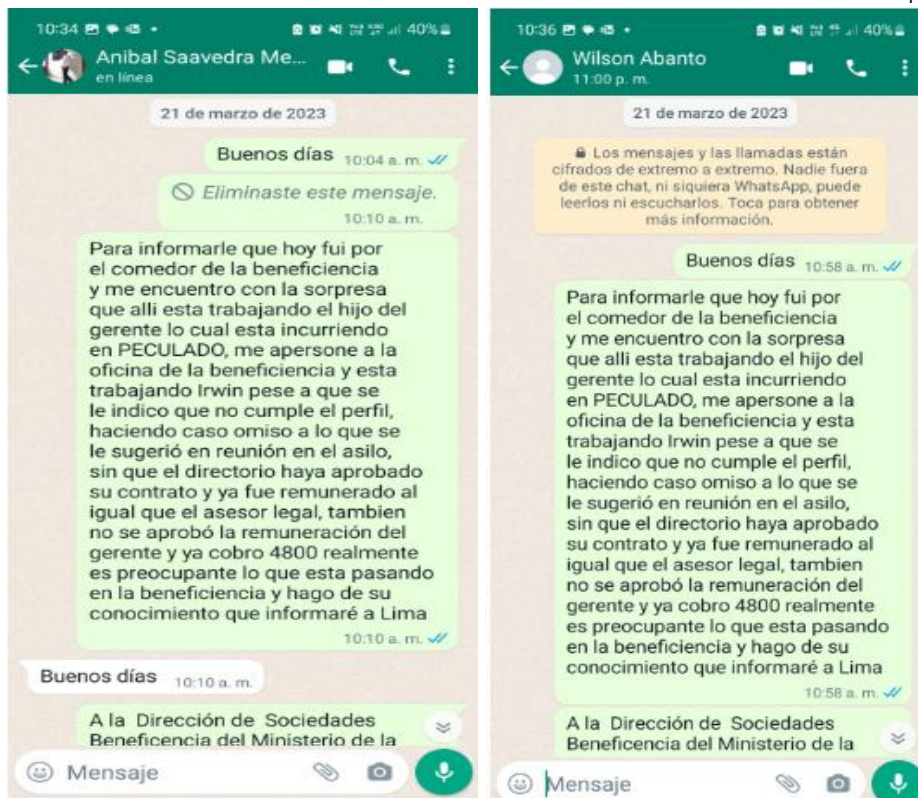 10:34
40%
Anibal Saavedra Me...
en línea
21 de marzo de 2023
Buenos días 10:04 a. m.
Eliminaste este mensaje.
10:10 a. m.
Para informarle que hoy fui por
el comedor de la beneficiencia
y me encuentro con la sorpresa
que alli esta trabajando el hijo del
gerente lo cual esta incurriendo
en PECULADO, me apersone a la
oficina de la beneficiencia y esta
trabajando Irwin pese a que se
le indico que no cumple el perfil,
haciendo caso omiso a lo que se
le sugerió en reunión en el asilo,
sin que el directorio haya aprobado
su contrato y ya fue remunerado al
igual que el asesor legal, tambien
no se aprobó la remuneración del
gerente y ya cobro 4800 realmente
es preocupante lo que esta pasando
en la beneficiencia y hago de su
conocimiento que informaré a Lima
10:10 a. m.
Buenos días 10:10 a. m.
A la Dirección de Sociedades
Beneficencia del Ministerio de la
Mensaje
10:36
40%
Wilson Abanto
11:00 p. m.
21 de marzo de 2023
Los mensajes y las llamadas están
cifrados de extremo a extremo. Nadie fuera
de este chat, ni siquiera WhatsApp, puede
leerlos ni escucharlos. Toca para obtener
más información.
Buenos días 10:58 a. m.
Para informarle que hoy fui por
el comedor de la beneficiencia
y me encuentro con la sorpresa
que alli esta trabajando el hijo del
gerente lo cual esta incurriendo
en PECULADO, me apersone a la
oficina de la beneficiencia y esta
trabajando Irwin pese a que se
le indico que no cumple el perfil,
haciendo caso omiso a lo que se
le sugerió en reunión en el asilo,
sin que el directorio haya aprobado
su contrato y ya fue remunerado al
igual que el asesor legal, tambien
no se aprobó la remuneración del
gerente y ya cobro 4800 realmente
es preocupante lo que esta pasando
en la beneficiencia y hago de su
conocimiento que informaré a Lima
10:58 a. m.
A la Dirección de Sociedades
Beneficencia del Ministerio de la
Mensaje